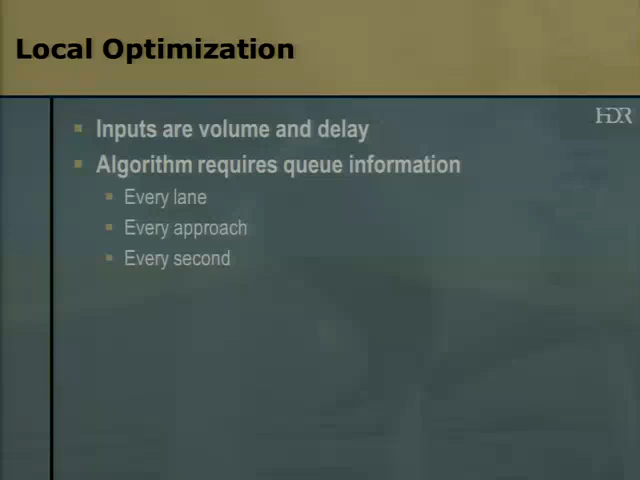 Local Optimization
HDR
Inputs are volume and delay
Algorithm requires queue information
Every lane
Every approach
Every second